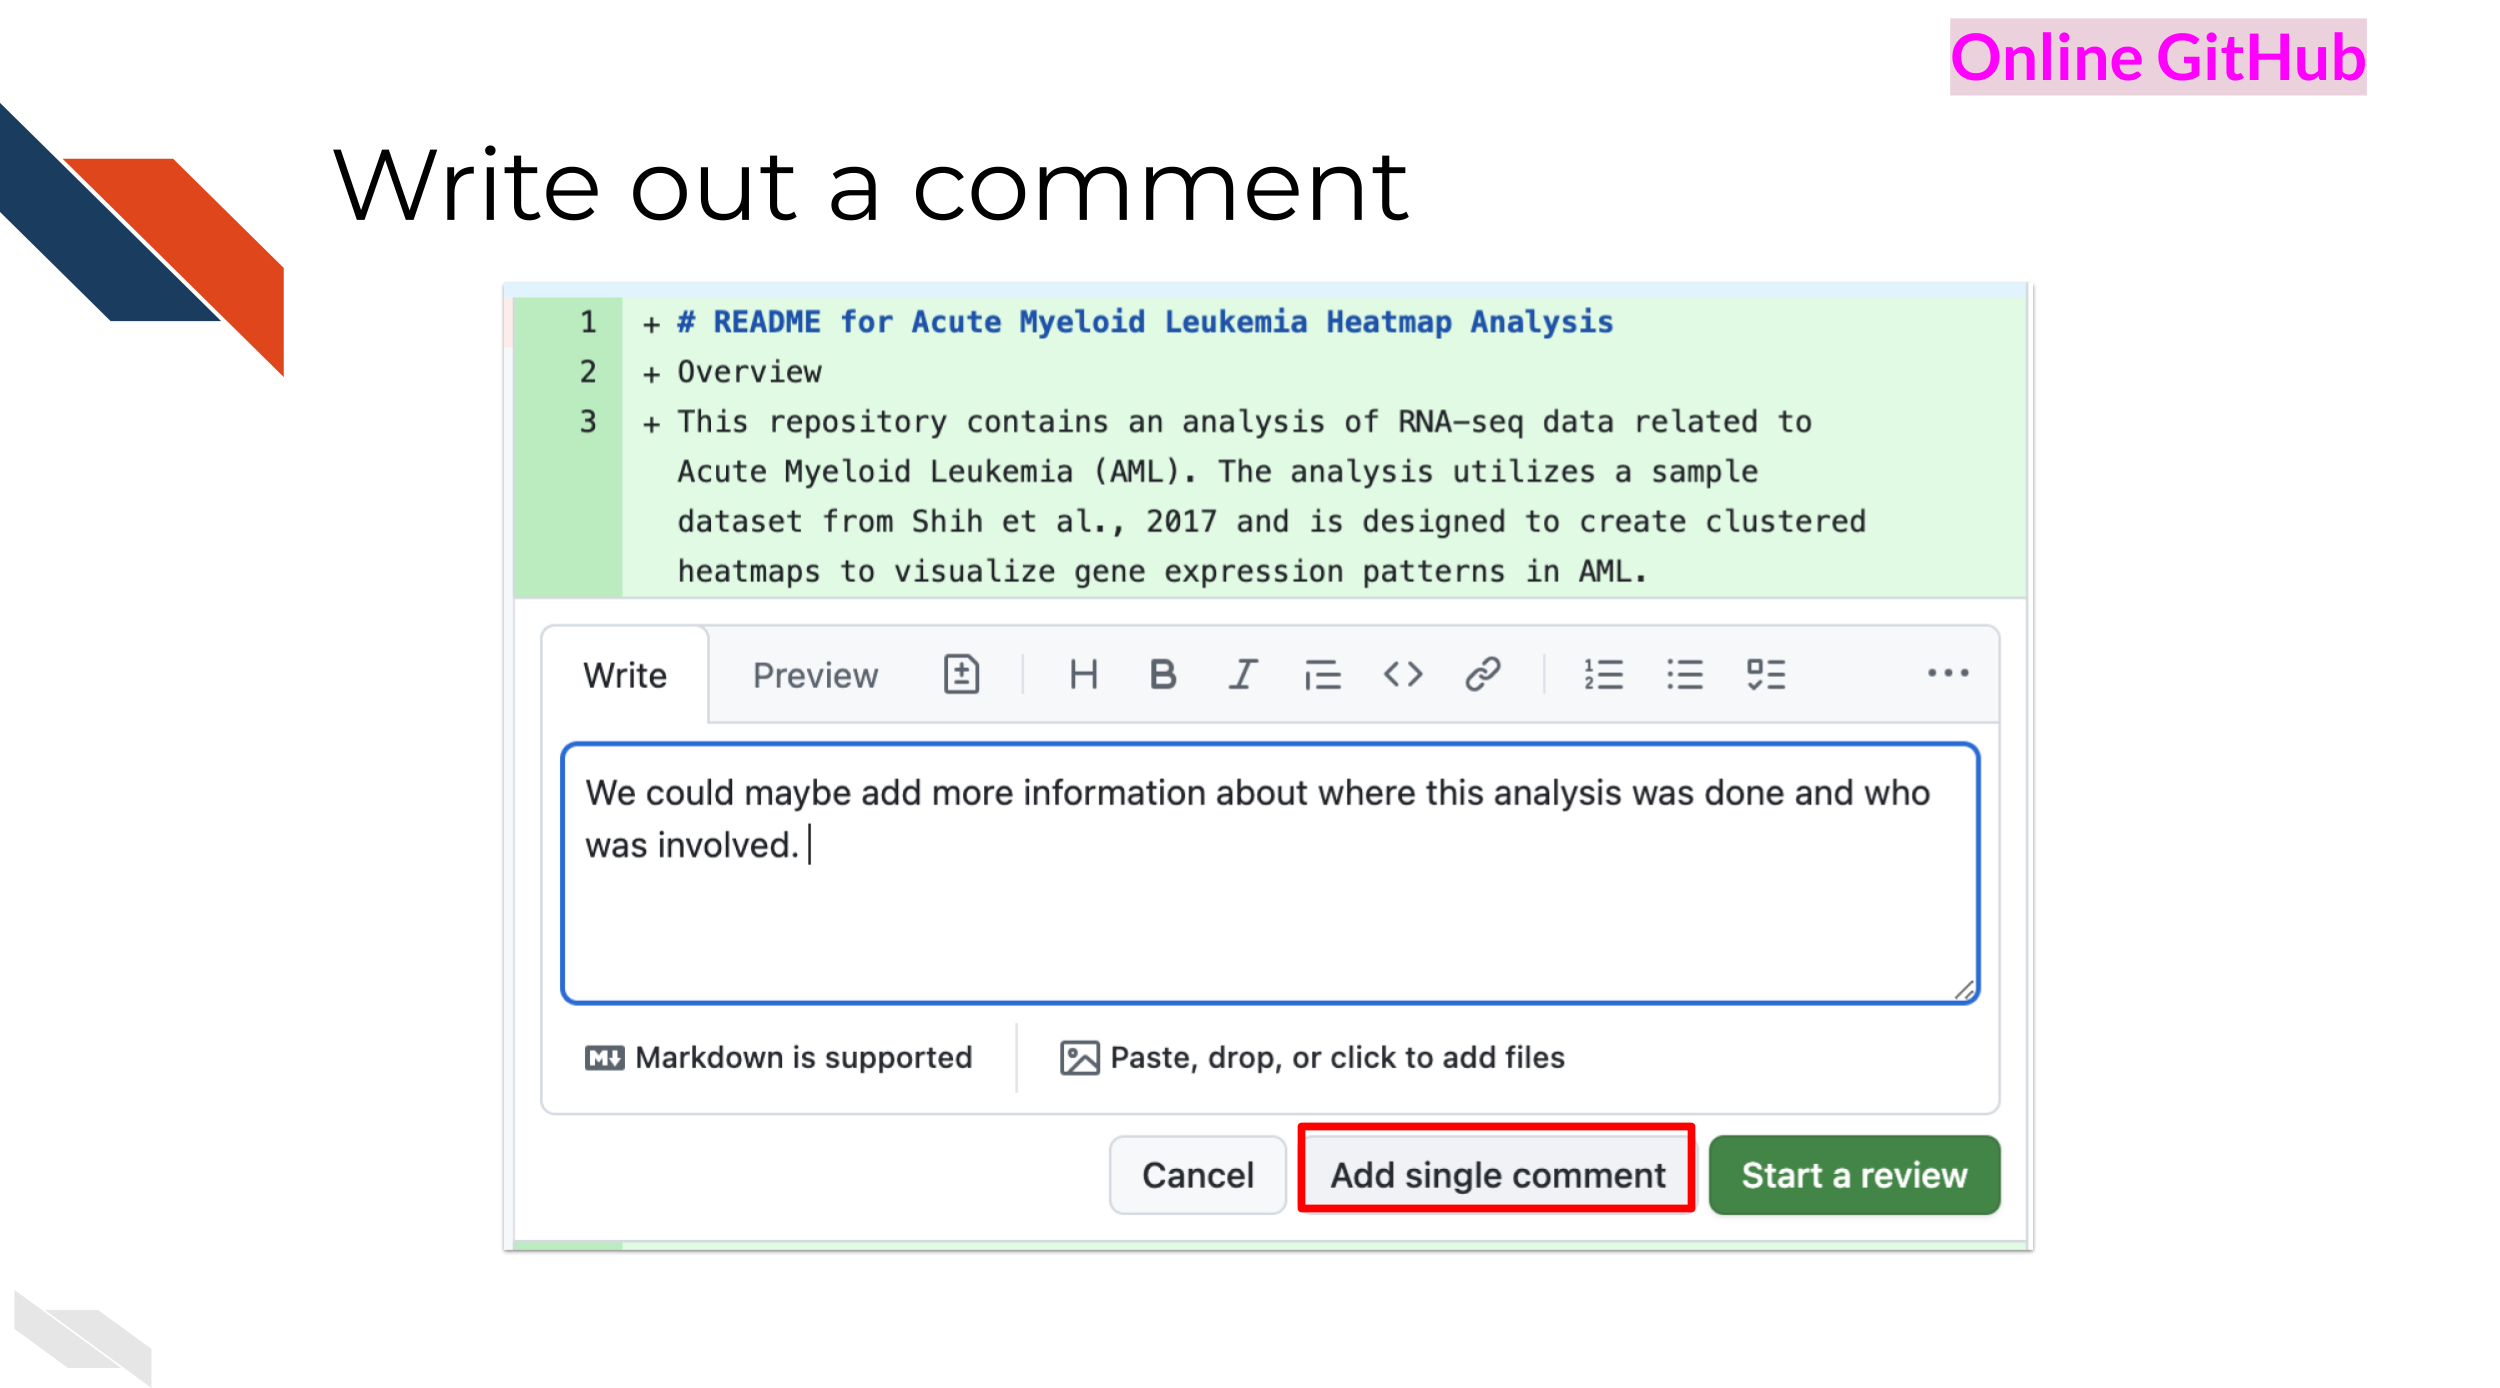 Online GitHub
Write out a comment
1 + # README for Acute Myeloid Leukemia Heatmap Analysis
2 + Overview
3 + This repository contains an analysis of RNA-seq data related to
Acute Myeloid Leukemia (AML). The analysis utilizes a sample
dataset from Shih et al., 2017 and is designed to create clustered
heatmaps to visualize gene expression patterns in AML.
Write Preview
We could maybe add more information about where this analysis was done and who
was involved.
Markdown is supported Paste, drop, or click to add files
Cancel Add single comment Start a review